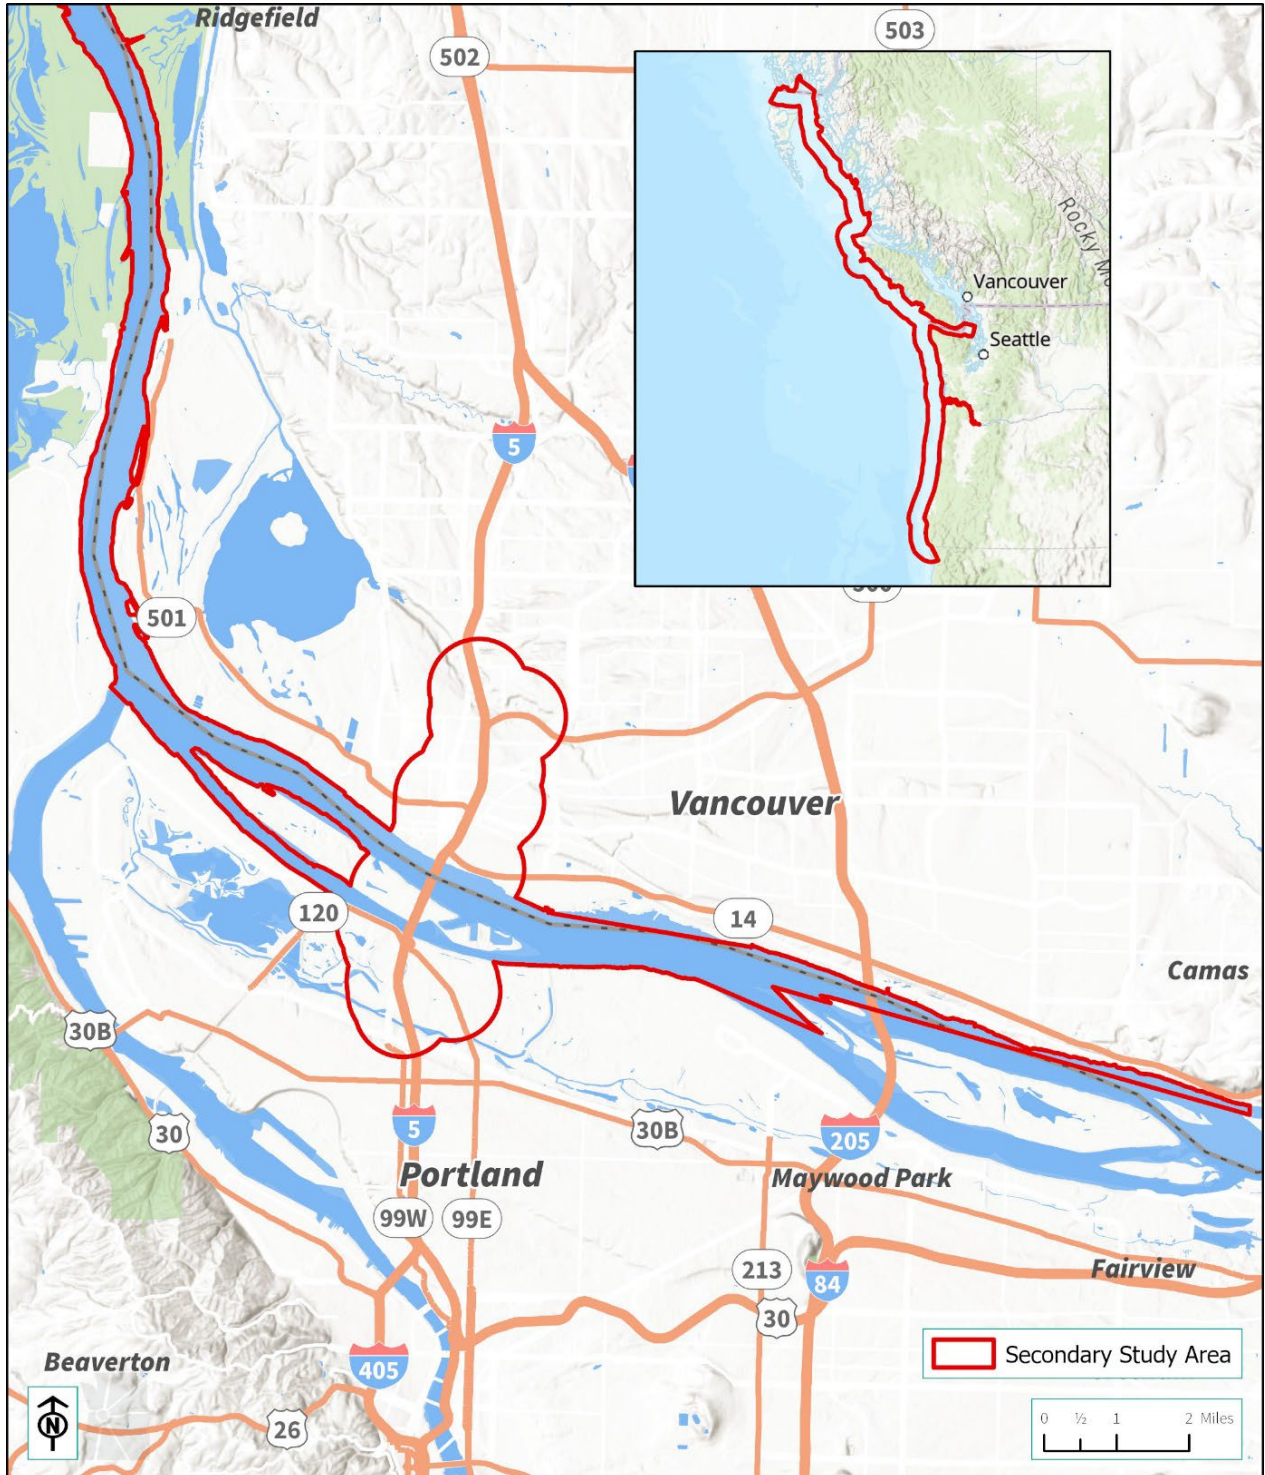 Ridgefield
502
503
Rocky
Vancouver
Seattle
5
501
Vancouver
120
14
Camas
30B
30
5
30B
205
Portland
Maywood Park
99W
99E
213
84
Fairview
30
Secondary Study Area
Beaverton
405
26
N
0 ½ 1 2 Miles